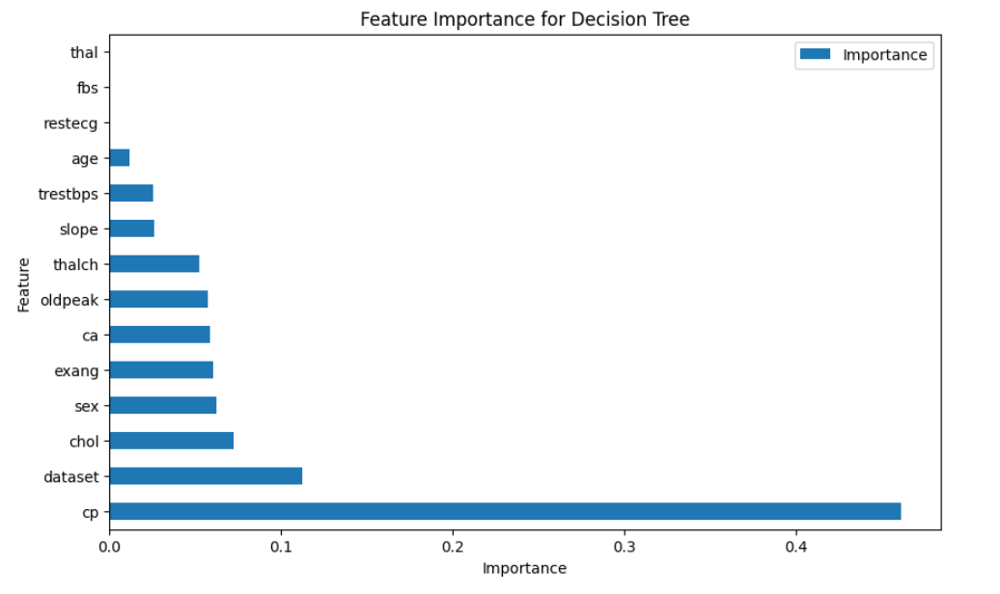 Feature Importance for Decision Tree
Importance
thal
fbs
restecg
age
trestbps
slope
thalch
oldpeak
ca
exang
sex
chol
dataset
cp
Feature
0.0 0.1 0.2 0.3 0.4
Importance